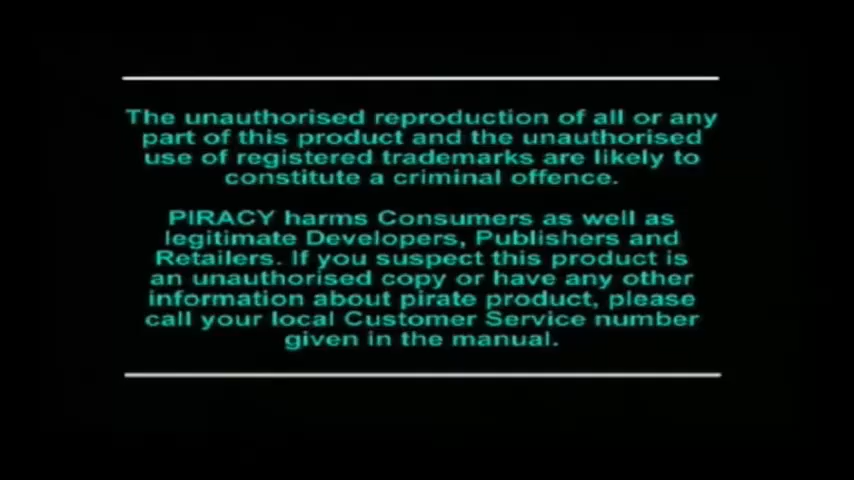 The unauthorised reproduction of all or any
part of this product and the unauthorised
use of registered trademarks are likely to
constitute a criminal offence.
PIRACY harms Consumers as well as
legitimate Developers, Publishers and
Retailers. If you suspect this product is
an unauthorised copy or have any other
information about pirate product, please
call your local Customer Service number
given in the manual.